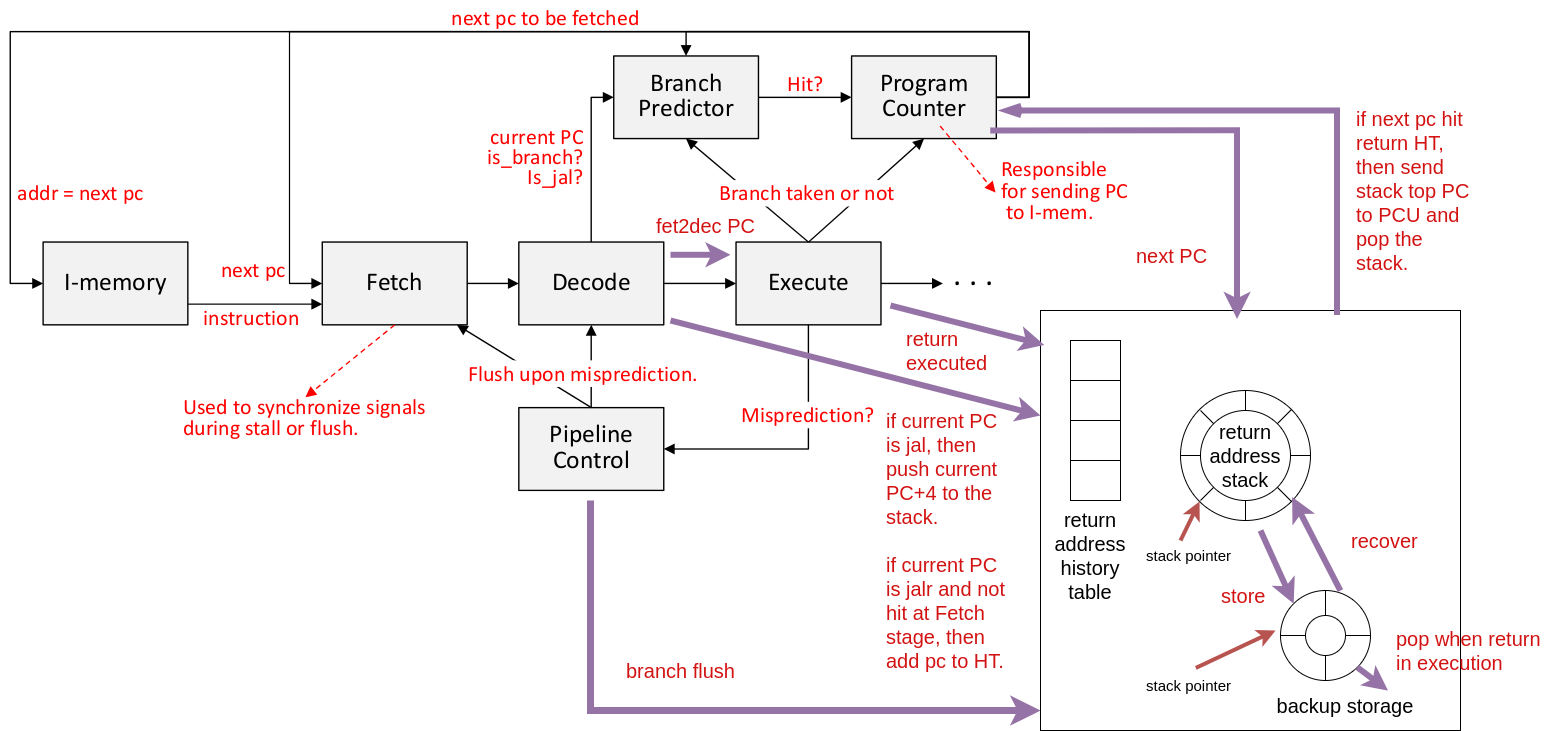 next pc to be fetched
Branch
Predictor
Hit?
Program
Counter
current PC
is_branch?
Is_jal?
addr = next pc
Branch taken or not
Responsible
for sending PC
to I-mem.
if next pc hit
return HT,
then send
stack top PC
to PCU and
pop the
stack.
fet2dec PC
next PC
I-memory
next pc
instruction
Fetch
Decode
Execute
. . .
return
executed
Flush upon misprediction.
Used to synchronize signals
during stall or flush.
Misprediction?
Pipeline
Control
if current PC
is jal, then
push current
PC+4 to the
stack.
if current PC
is jalr and not
hit at Fetch
stage, then
add pc to HT.
branch flush
return
address
history
table
return
address
stack
stack pointer
store
recover
stack pointer
pop when return
in execution
backup storage